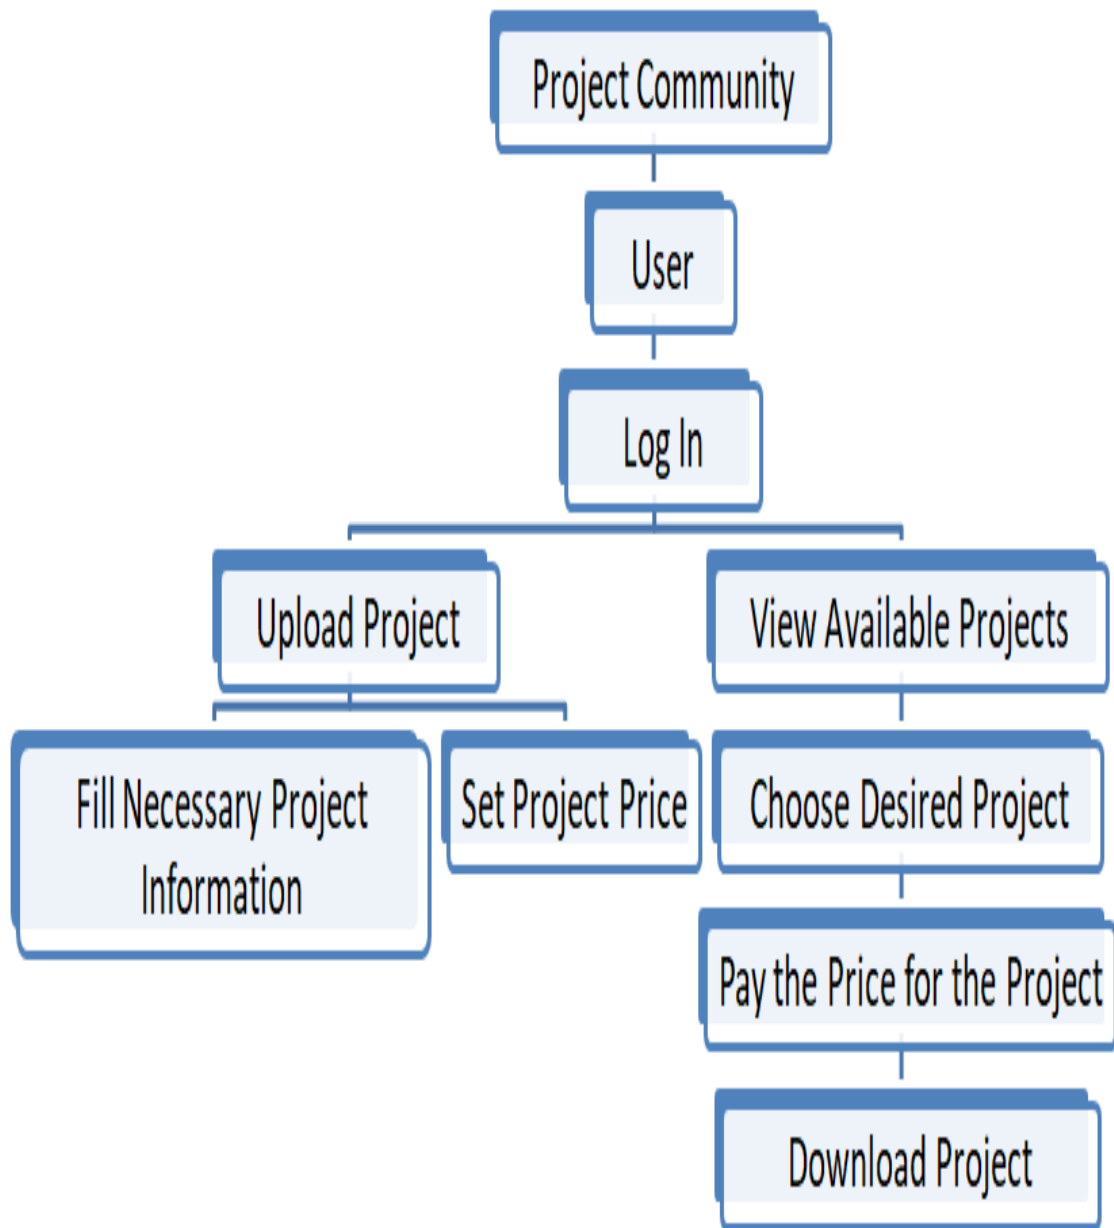 Project Community
User
Log In
Upload Project
View Available Projects
Fill Necessary Project
Information
Set Project Price
Choose Desired Project
Pay the Price for the Project
Download Project